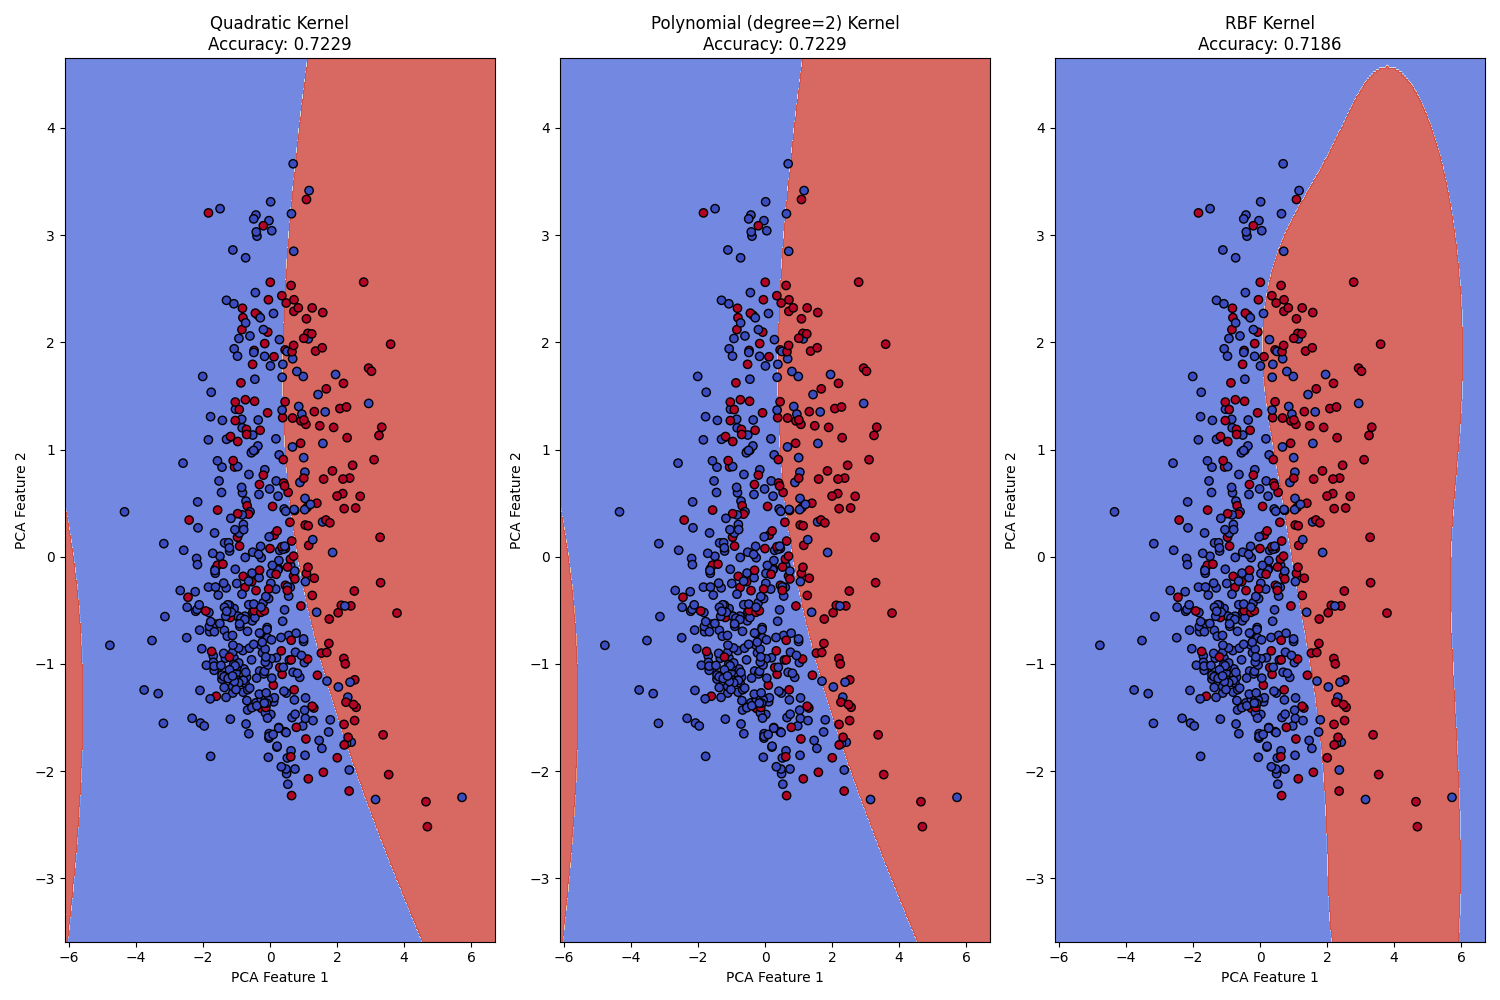 Quadratic Kernel
Accuracy: 0.7229
Polynomial (degree=2) Kernel
Accuracy: 0.7229
RBF Kernel
Accuracy: 0.7186
PCA Feature 2
4
3
2
1
0
−1
−2
−3
−6 −4 −2 0 2 4 6
PCA Feature 1
PCA Feature 2
4
3
2
1
0
−1
−2
−3
−6 −4 −2 0 2 4 6
PCA Feature 1
PCA Feature 2
4
3
2
1
0
−1
−2
−3
−6 −4 −2 0 2 4 6
PCA Feature 1